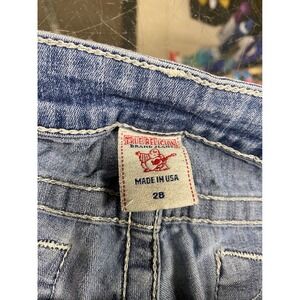 TRUE RELIGION
BRAND JEANS
MADE IN USA
28